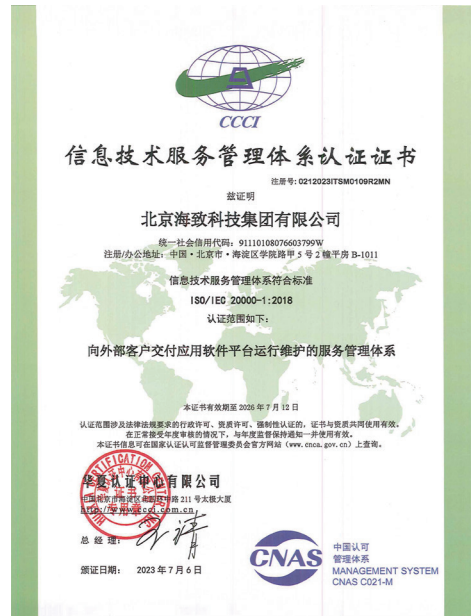 CCCI
信息技术服务管理体系认证证书
注册号: 0212023ITSM0109R2MN
兹证明
北京海致科技集团有限公司
统一社会信用代码: 91110108076603799W
注册/办公地址: 中国·北京市·海淀区学院路甲 5 号 2 幢平房 B-1011
信息技术服务管理体系符合标准
ISO/IEC 20000-1:2018
认证范围如下:
向外部客户交付应用软件平台运行维护的服务管理体系
本证书有效期至 2026 年 7 月 12 日
认证范围涉及法律法规要求的行政许可、资质许可、强制性认证的, 证书与资质共同使用有效。
在正常接受年度审核的情况下, 与年度监督保持通知一并使用有效。
本证书信息可在国家认证认可监督管理委员会官方网站 (www.cnca.gov.cn) 上查询。
华夏认证中心有限公司
211 号太极大厦
http://www.ccci.com.cn
总 经 理:
颁证日期: 2023 年 7 月 6 日
CNAS
中国认可
管理体系
MANAGEMENT SYSTEM
CNAS C021-M